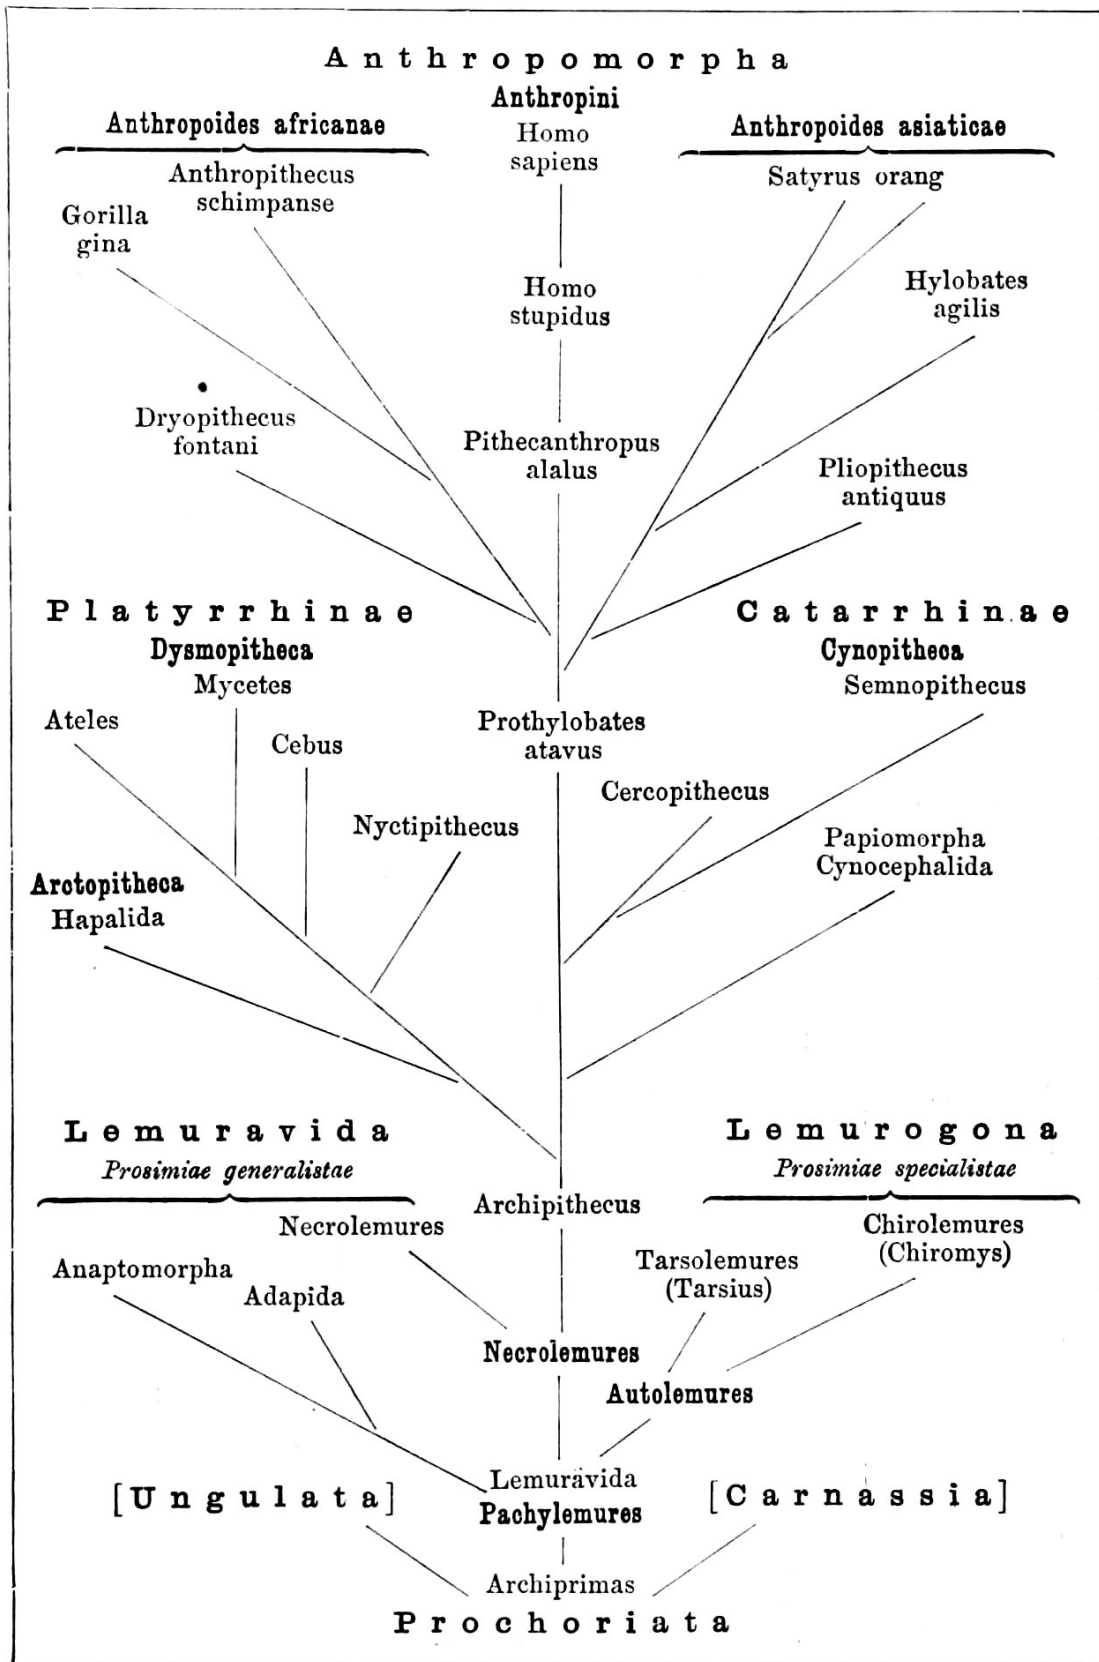 Anthropomorpha
Anthropini
Homo
sapiens
Anthropoides africanae
Anthropithecus
schimpanse
Gorilla
gina
Anthropoides asiaticae
Satyrus orang
Hylobates
agilis
Homo
stupidus
Dryopithecus
fontani
Pithecanthropus
alalus
Pliopithecus
antiquus
Platyrrhinae
Dysmopitheca
Mycetes
Ateles
Cebus
Nyctipithecus
Arctopitheca
Hapalida
Prothylobates
atavus
Catarrhinae
Cynopitheca
Semnopithecus
Cercopithecus
Papiomorpha
Cynocephalida
Lemuravida
Prosimiae generalistae
Necrolemures
Anaptomorpha
Adapida
Archipithecus
Lemurogona
Prosimiae specialistae
Chirolemures
(Chiromys)
Tarsolemures
(Tarsius)
Necrolemures
Autolemures
[Ungulata]
Lemuravida
Pachylemures
[Carnassia]
Archiprimas
Prochoriata